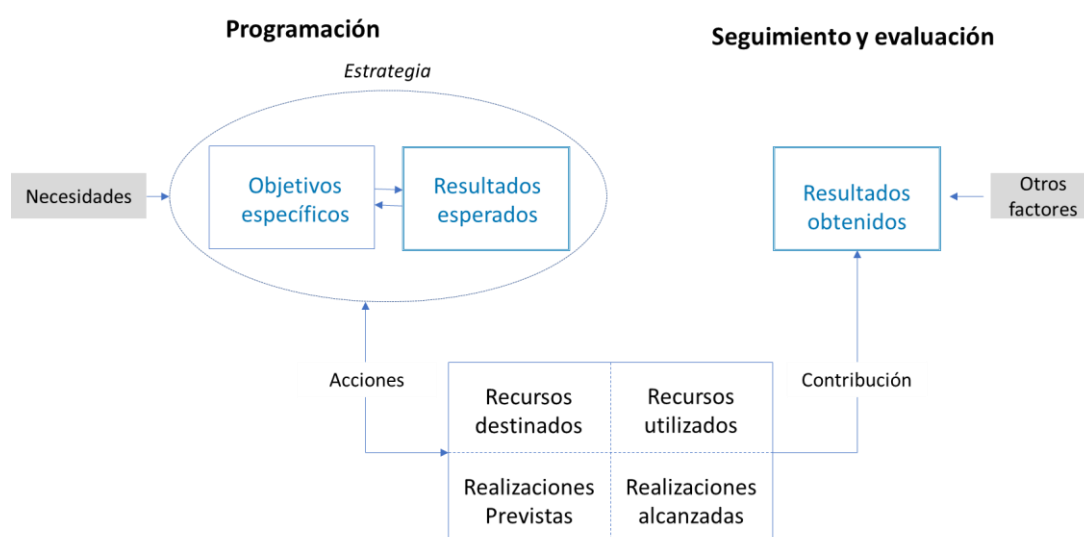 Programación
Seguimiento y evaluación
Estrategia
Necesidades
Objetivos
específicos
Resultados
esperados
Resultados
obtenidos
Otros
factores
Acciones
Contribución
Recursos
destinados
Recursos
utilizados
Realizaciones
Previstas
Realizaciones
alcanzadas